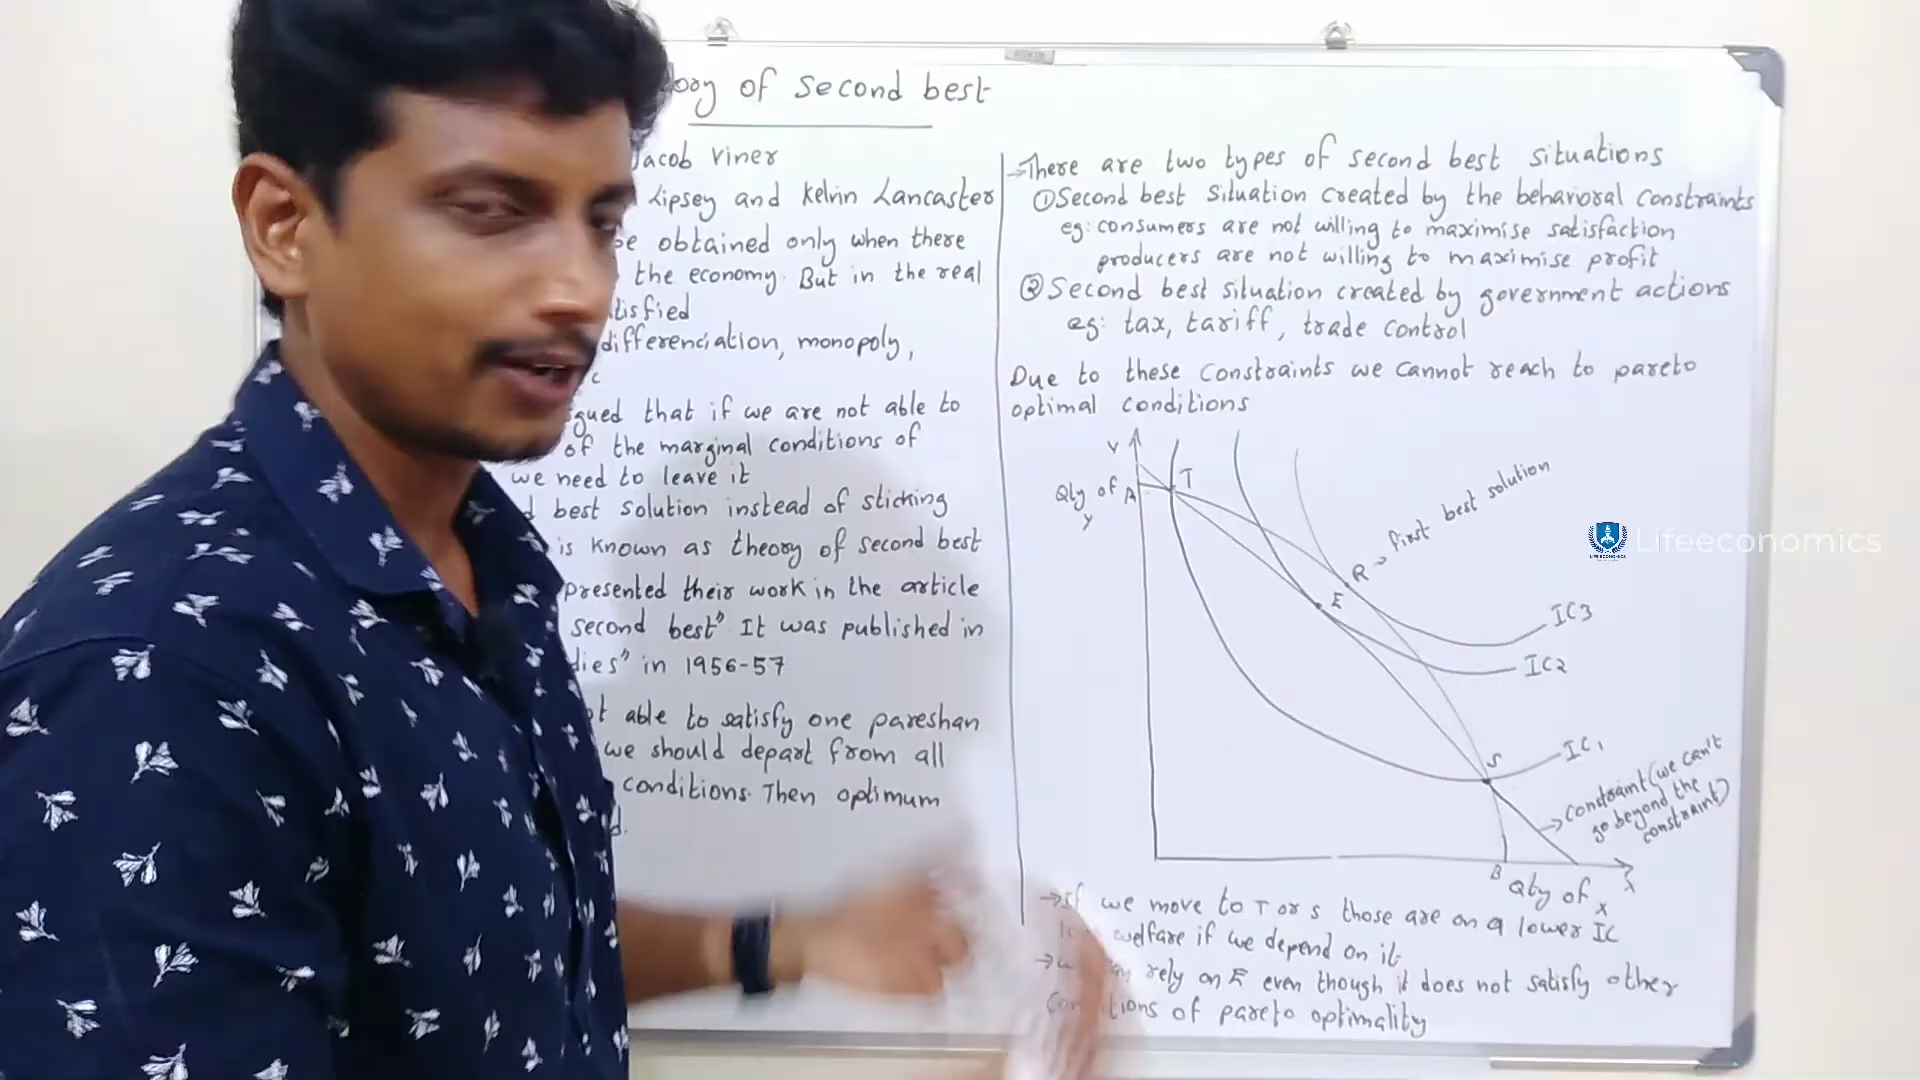 of second best
Jacob Viner
Lipsey and Kelvin Lancaster
be obtained only when there
the economy. But in the real
differenciation, monopoly,
that if we are not able to
of the marginal conditions of
we need to leave it
best solution instead of sticking
is known as theory of second best
presented their work in the article
second best" It was published in
in 1956-57
able to satisfy one
we should depart from all
conditions. Then optimum
→There are two types of second best situations
①Second best situation created by the behavioral constraints
eg: consumers are not willing to maximise satisfaction
producers are not willing to maximise profit
②Second best situation created by government actions
eg: tax, tariff, trade control
Due to these constraints we cannot reach to pareto
optimal conditions
Y
Qty of
Y
A
T
R → first best solution
E
IC3
IC2
IC1
S
→constraint (we can't
go beyond the
constraint)
B
Qty of X
X
→If we move to T or S those are on a lower IC
welfare if we depend on it
→ rely on E even though it does not satisfy other
of pareto optimality
Lifeeconomics
LIFEECONOMICS